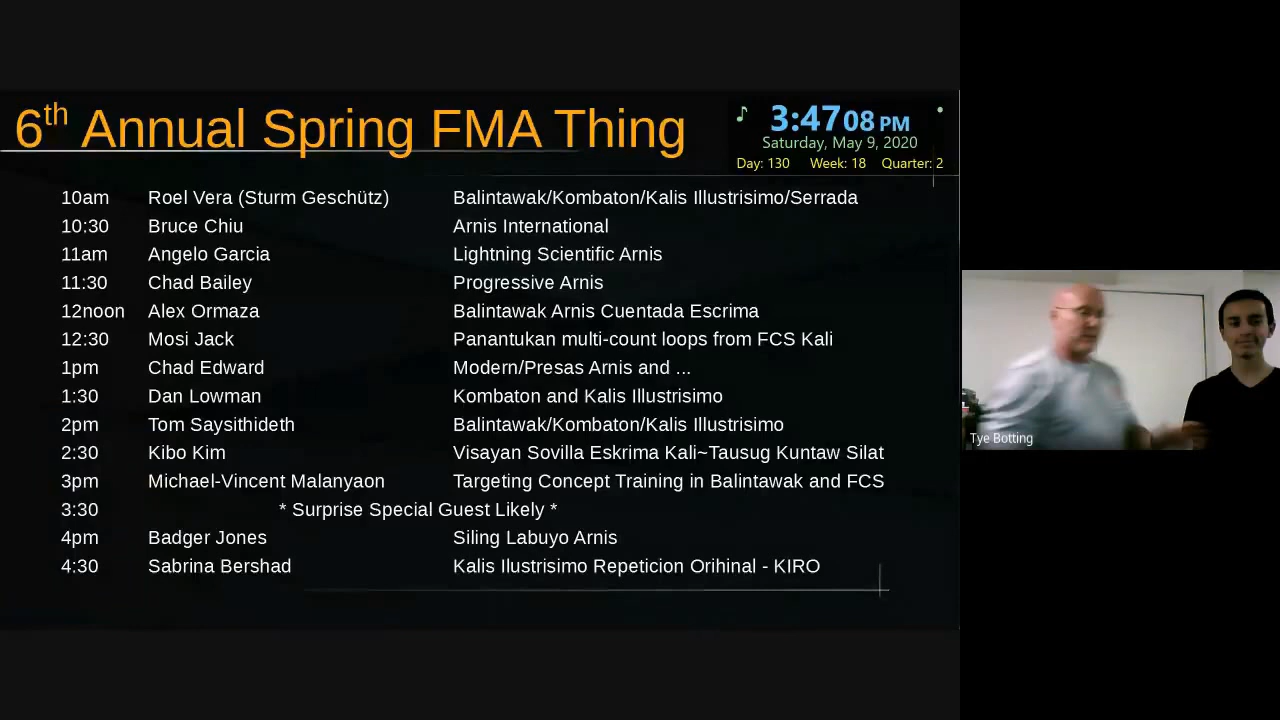 6th Annual Spring FMA Thing
3:47 08 PM
Saturday, May 9, 2020
Day: 130 Week: 18 Quarter: 2
10am Roel Vera (Sturm Geschütz) Balintawak/Kombaton/Kalis Illustrisimo/Serrada
10:30 Bruce Chiu Arnis International
11am Angelo Garcia Lightning Scientific Arnis
11:30 Chad Bailey Progressive Arnis
12noon Alex Ormaza Balintawak Arnis Cuentada Escrima
12:30 Mosi Jack Panantukan multi-count loops from FCS Kali
1pm Chad Edward Modern/Presas Arnis and ...
1:30 Dan Lowman Kombaton and Kalis Illustrisimo
2pm Tom Saysithideth Balintawak/Kombaton/Kalis Illustrisimo
2:30 Kibo Kim Visayan Sovilla Eskrima Kali~Tausug Kuntaw Silat
3pm Michael-Vincent Malanyaon Targeting Concept Training in Balintawak and FCS
3:30 * Surprise Special Guest Likely *
4pm Badger Jones Siling Labuyo Arnis
4:30 Sabrina Bershad Kalis Ilustrisimo Repeticion Orihinal - KIRO
Tye Botting